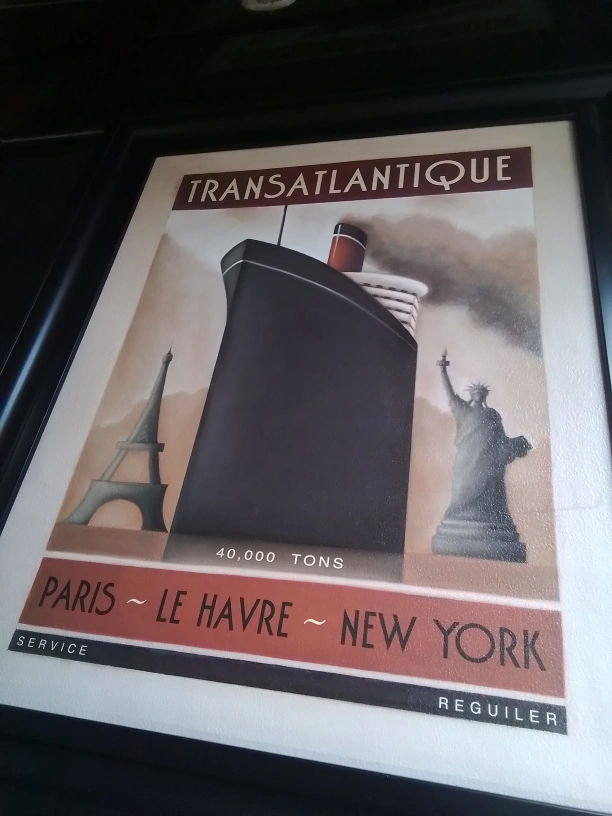 TRANSATLANTIQUE
40,000 TONS
PARIS ~ LE HAVRE ~ NEW YORK
SERVICE
REGUILER